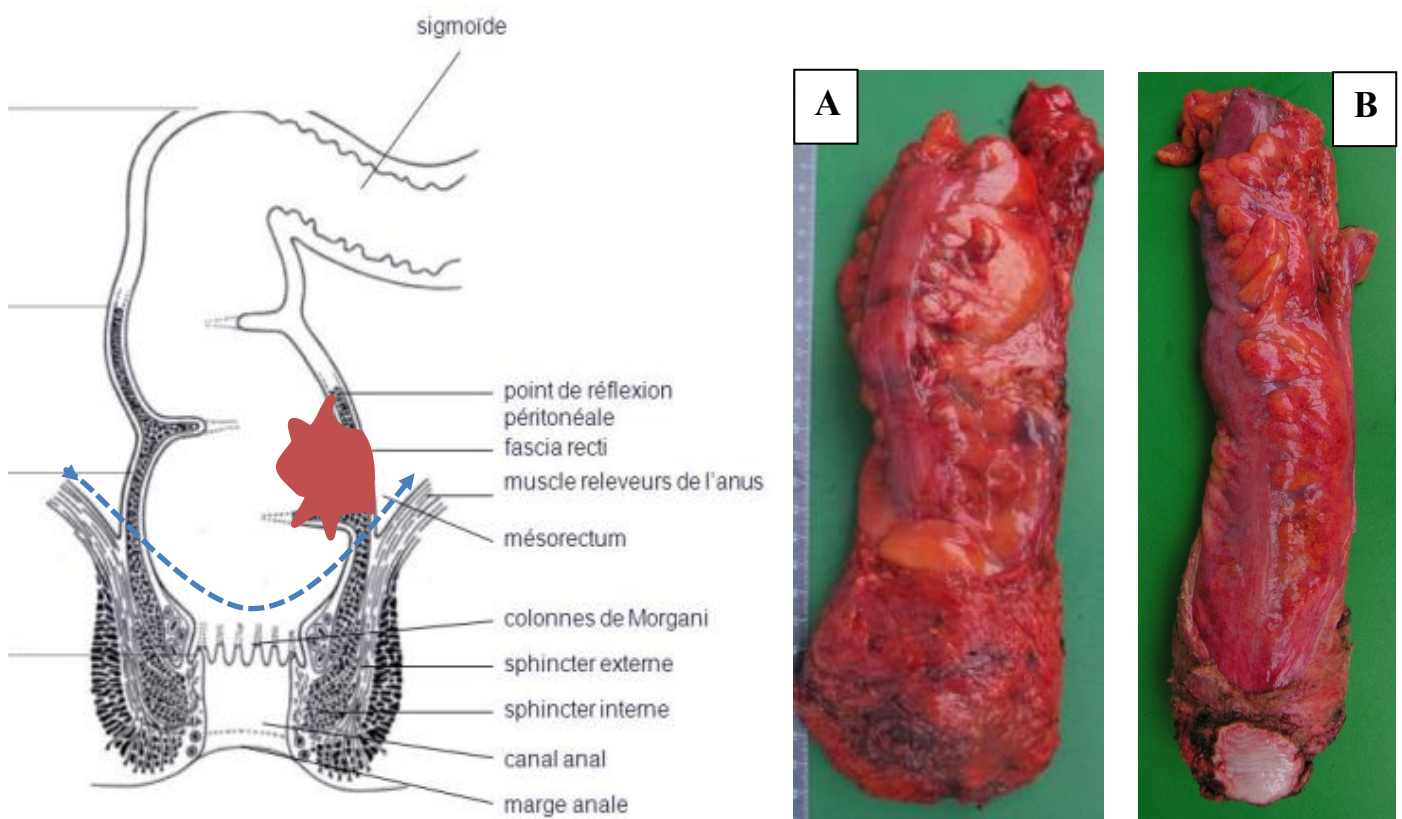 sigmoïde
A
B
point de réflexion
péritonéale
fascia recti
muscle releveurs de l'anus
mésorectum
colonnes de Morgani
sphincter externe
sphincter interne
canal anal
marge anale